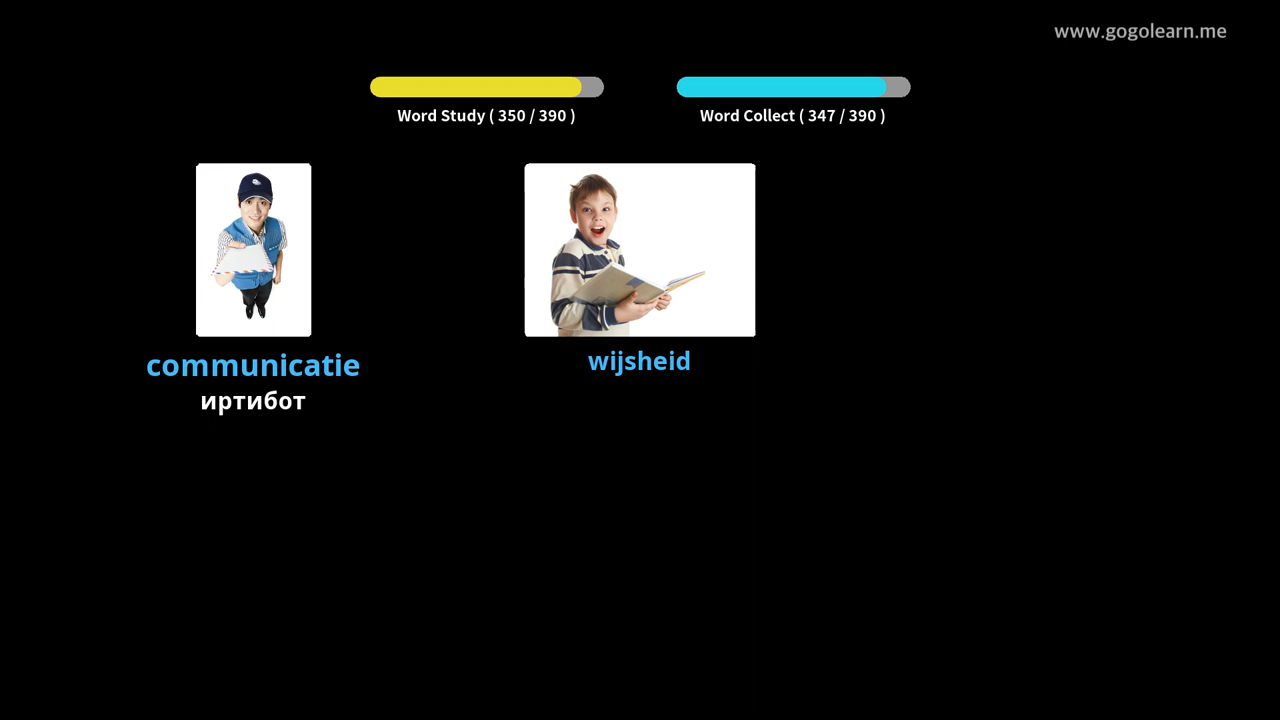 www.gogolearn.me
Word Study ( 350 / 390 )
Word Collect ( 347 / 390 )
communicatie
иртибот
wijsheid